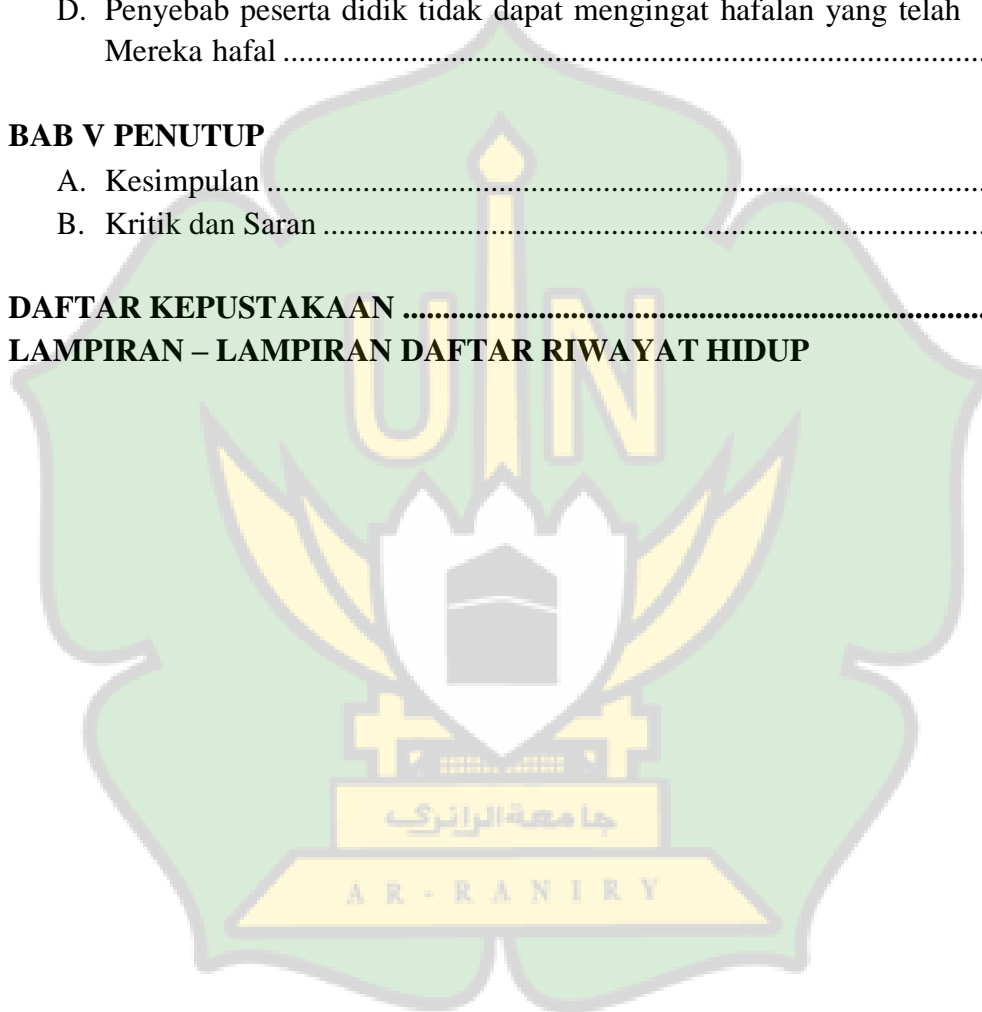 D. Penyebab peserta didik tidak dapat mengingat hafalan yang telah
Mereka hafal ...........................................................................................................
BAB V PENUTUP
A. Kesimpulan ..............................................................................................................
B. Kritik dan Saran .....................................................................................................
DAFTAR KEPUSTAKAAN .........................................................................
LAMPIRAN – LAMPIRAN DAFTAR RIWAYAT HIDUP
UIN
جامعة الرانري
AR-RANIRY